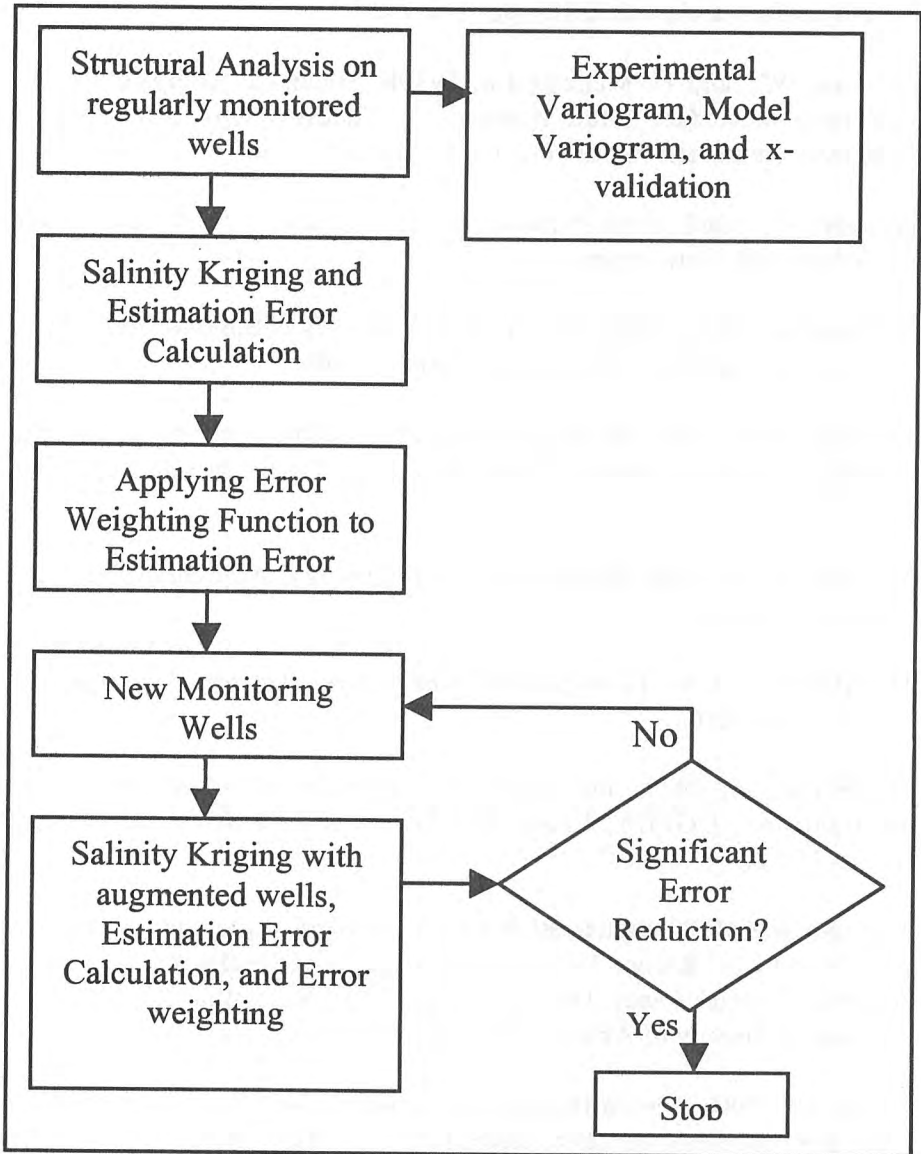 Structural Analysis on
regularly monitored
wells
Experimental
Variogram, Model
Variogram, and x-
validation
Salinity Kriging and
Estimation Error
Calculation
Applying Error
Weighting Function to
Estimation Error
New Monitoring
Wells
No
Salinity Kriging with
augmented wells,
Estimation Error
Calculation, and Error
weighting
Significant
Error
Reduction?
Yes
Stop